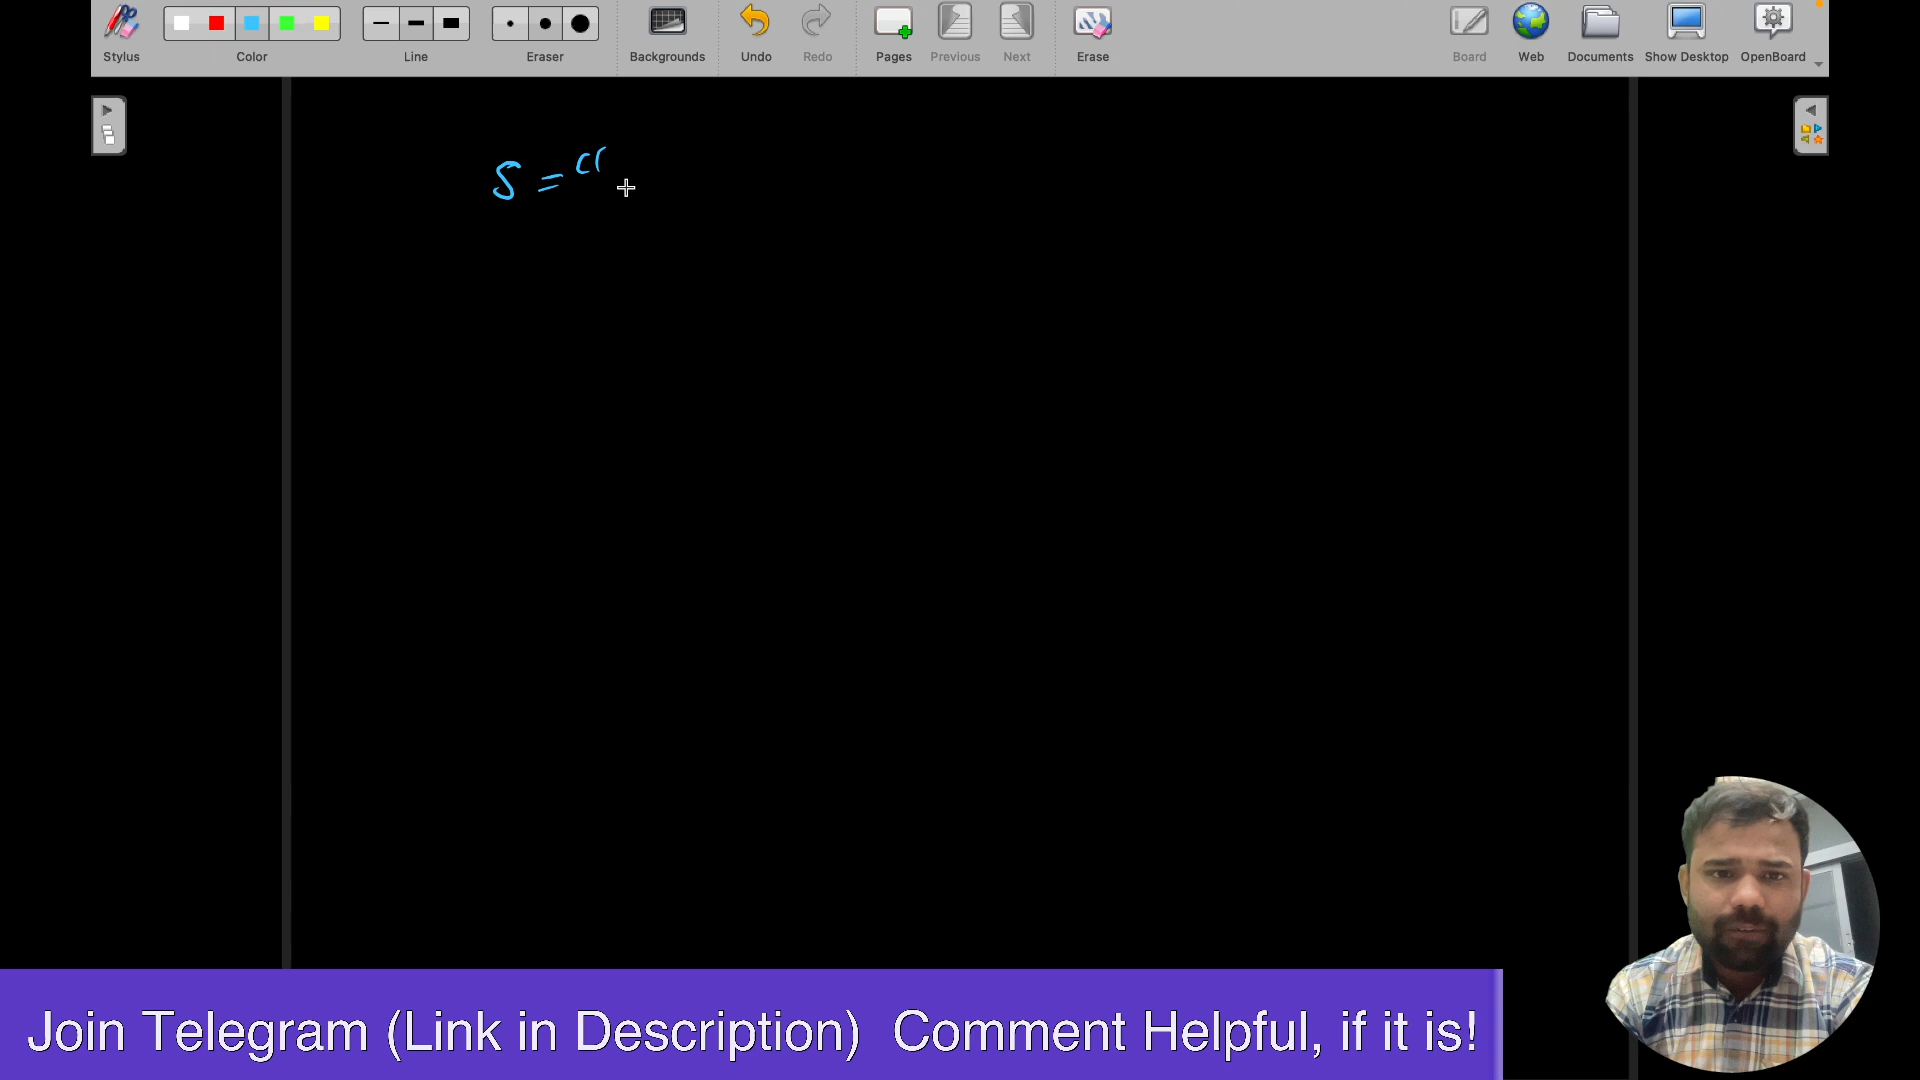 Stylus Color Line Eraser Backgrounds Undo Redo Pages Previous Next Erase Board Web Documents Show Desktop OpenBoard
S = "
Join Telegram (Link in Description) Comment Helpful, if it is!